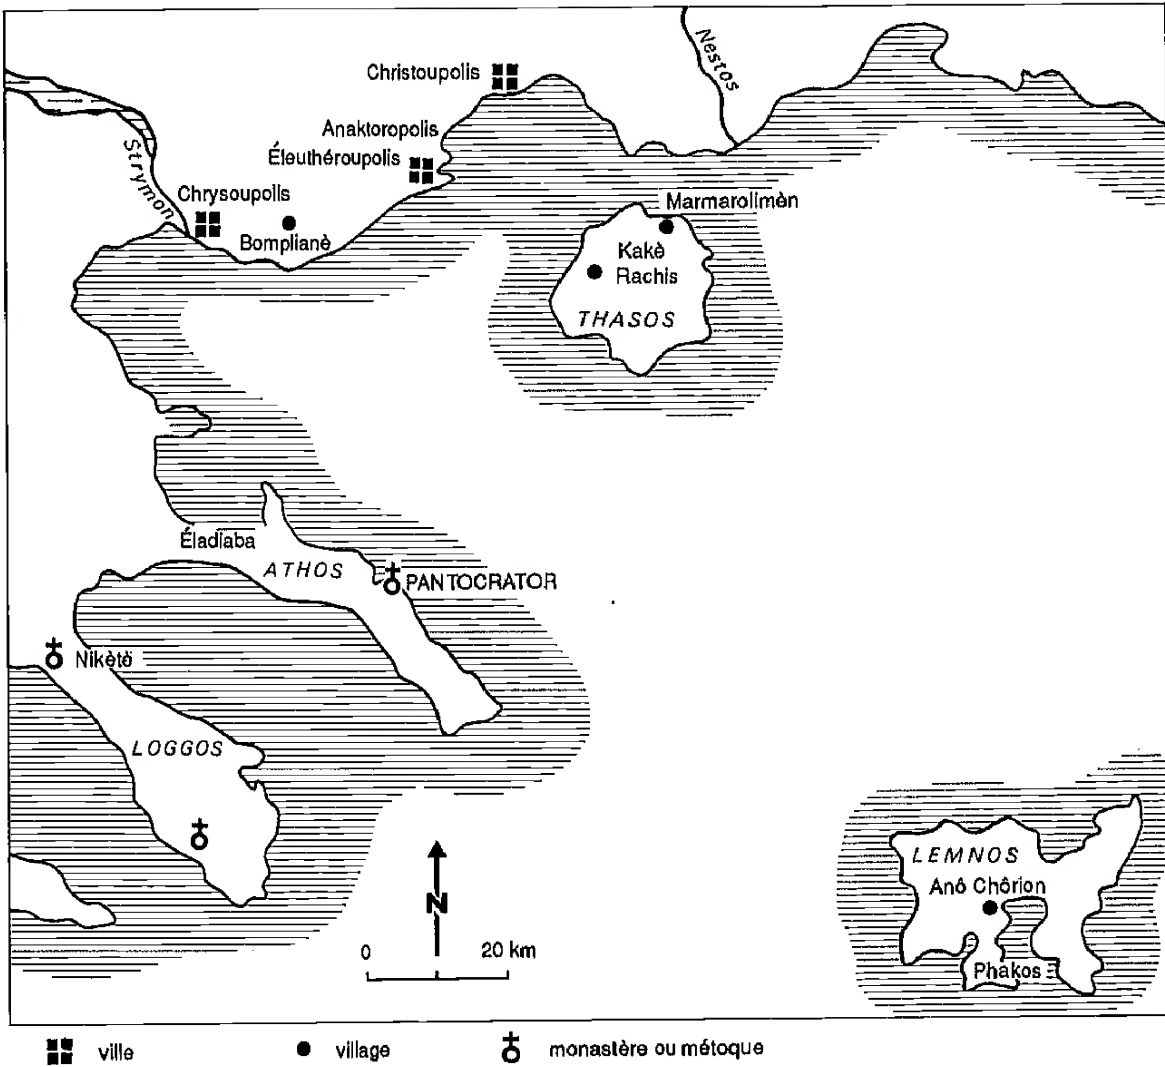 Nestos
Christoupolis
Anaktoropolis
Éleuthéroupolis
Strymon
Chrysoupolis
Bomplianè
Marmarolimèn
Kakè
Rachis
THASOS
Éladiaba
ATHOS
PANTOCRATOR
Nikètè
LOGGOS
LEMNOS
Anô Chôrion
Phakos
N
0 20 km
ville village monastère ou métoque